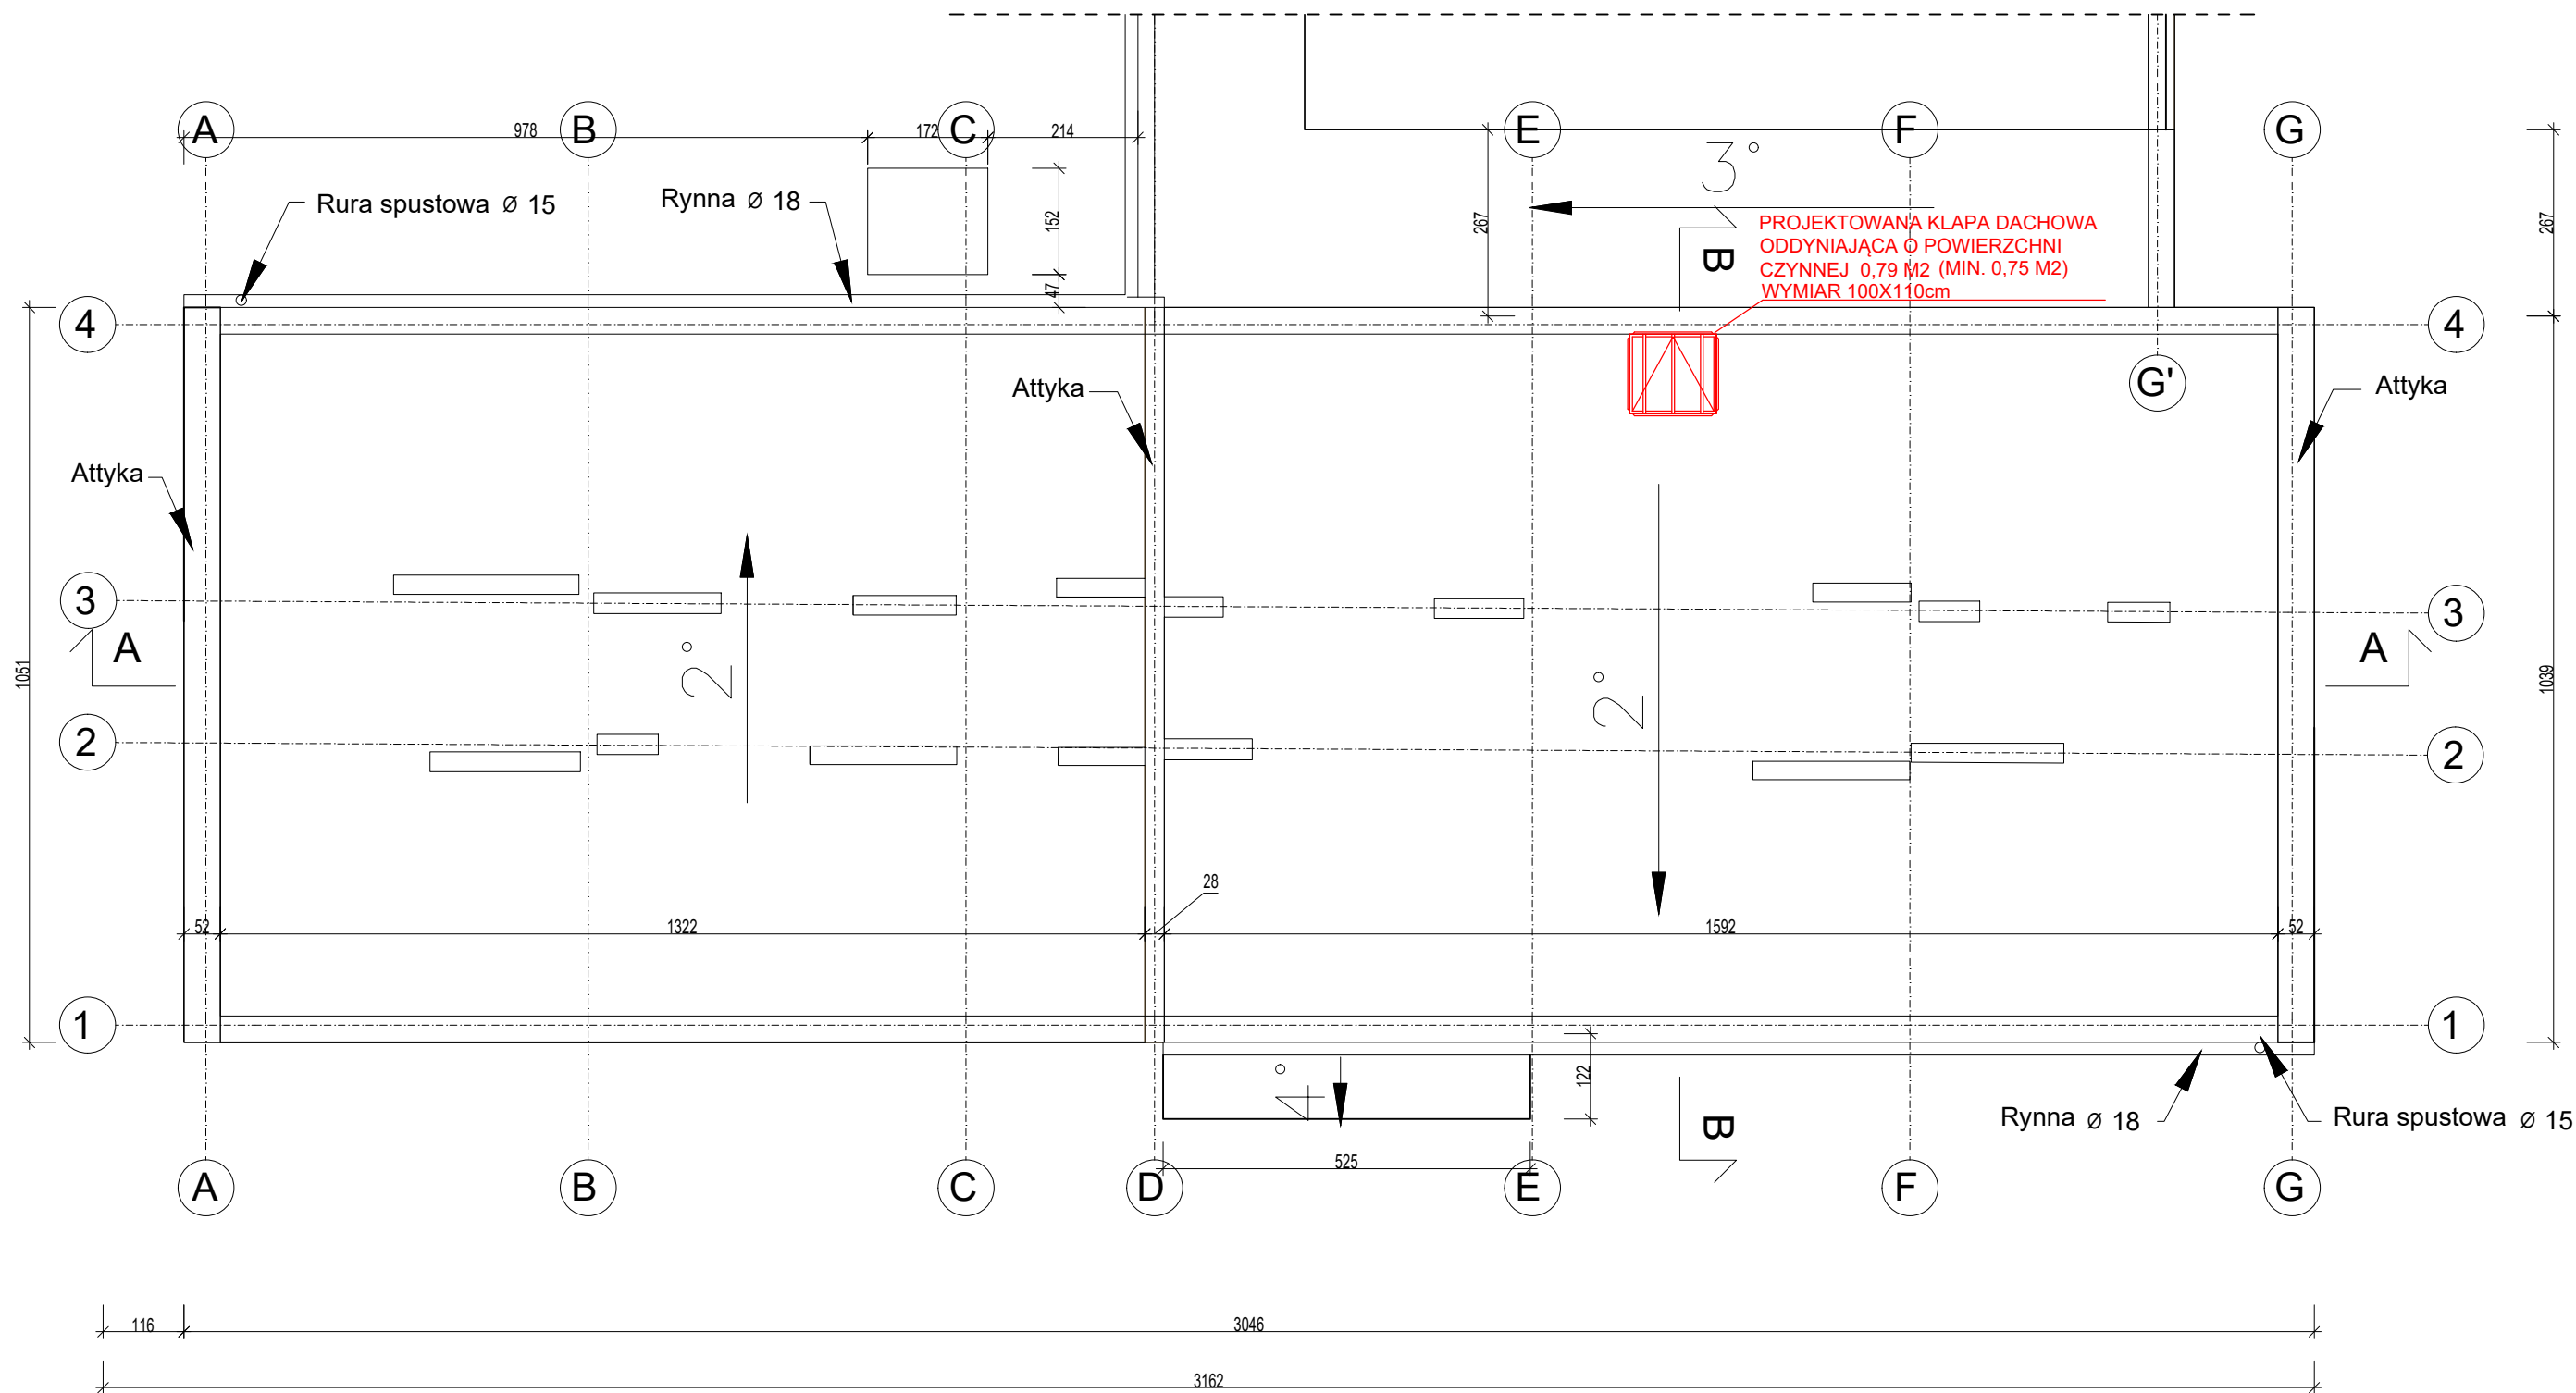 A
B
C
E
F
G
978
172
214
3°
Rura spustowa Ø 15
Rynna Ø 18
152
47
267
267
B
PROJEKTOWANA KLAPA DACHOWA
ODDYNIAJĄCA O POWIERZCHNI
CZYNNEJ 0,79 M2 (MIN. 0,75 M2)
WYMIAR 100X110cm
4
4
G'
Attyka
Attyka
Attyka
3
3
A
A
1051
2°
2°
1039
2
2
28
52
1322
1592
52
1
1
4°
122
B
Rynna Ø 18
Rura spustowa Ø 15
525
A
B
C
D
E
F
G
116
3046
3162